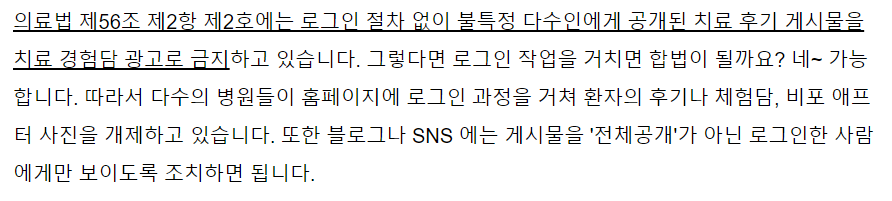 의료법 제56조 제2항 제2호에는 로그인 절차 없이 불특정 다수인에게 공개된 치료 후기 게시물을
치료 경험담 광고로 금지하고 있습니다. 그렇다면 로그인 작업을 거치면 합법이 될까요? 네~ 가능
합니다. 따라서 다수의 병원들이 홈페이지에 로그인 과정을 거쳐 환자의 후기나 체험담, 비포 애프
터 사진을 개제하고 있습니다. 또한 블로그나 SNS 에는 게시물을 '전체공개'가 아닌 로그인한 사람
에게만 보이도록 조치하면 됩니다.